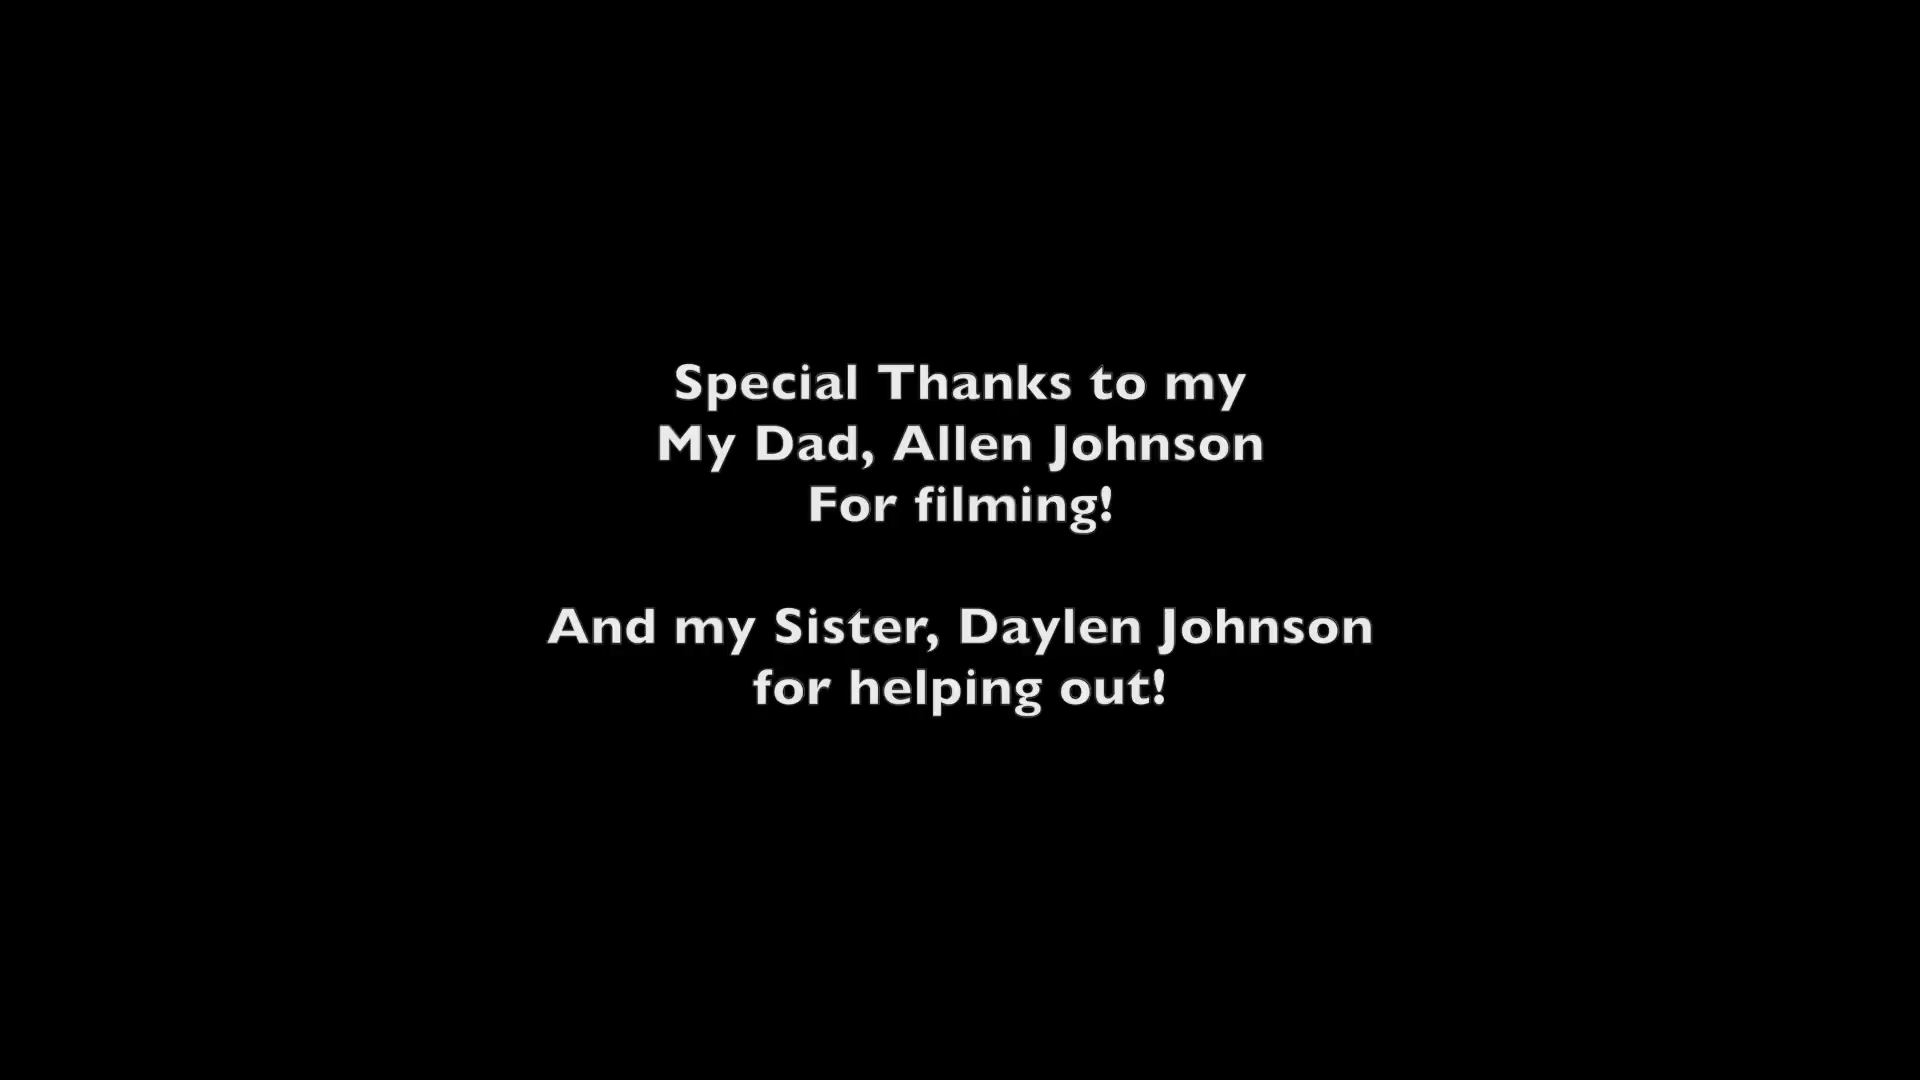 Special Thanks to my
My Dad, Allen Johnson
For filming!
And my Sister, Daylen Johnson
for helping out!